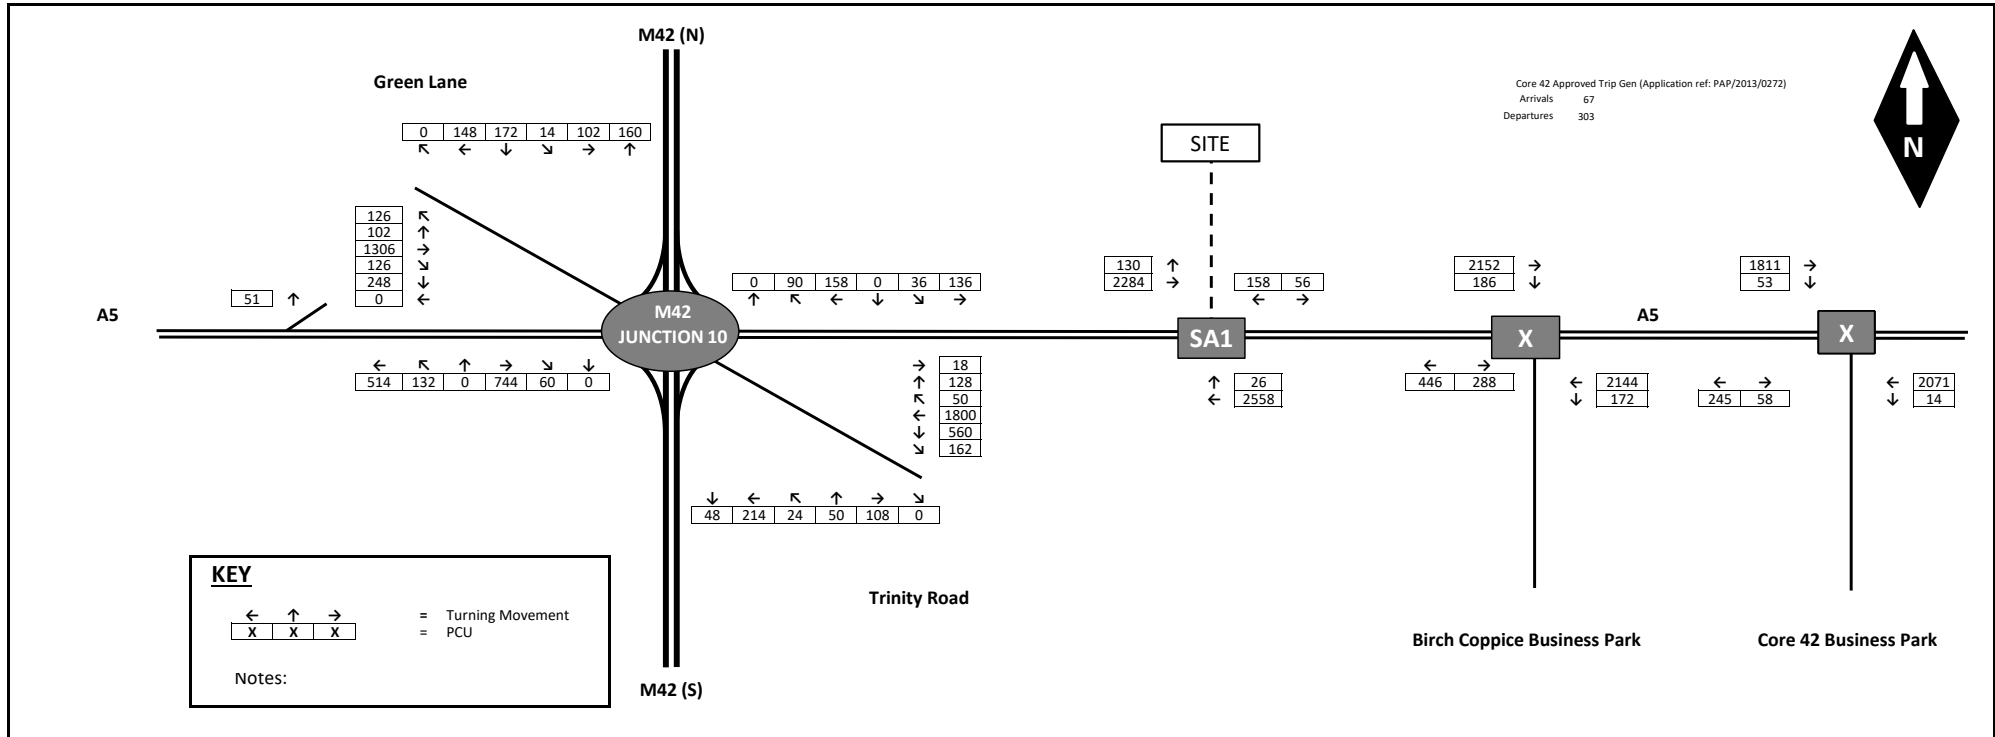 M42 (N)
Green Lane
Core 42 Approved Trip Gen (Application ref: PAP/2013/0272)
Arrivals 67
Departures 303
N
0 148 172 14 102 160
↖ ← ↓ ↘ → ↑
SITE
126 ↖
102 ↑
1306 →
126 ↘
248 ↓
0 ←
51 ↑
0 90 158 0 36 136
↑ ↖ ← ↓ ↘ →
130 ↑
2284 →
158 56
← →
2152 →
186 ↓
1811 →
53 ↓
A5
M42
JUNCTION 10
SA1
X
A5
X
← ↖ ↑ → ↘ ↓
514 132 0 744 60 0
→ 18
↑ 128
↖ 50
← 1800
↓ 560
↘ 162
↑ 26
← 2558
← →
446 288
← 2144
↓ 172
← →
245 58
← 2071
↓ 14
↓ ← ↖ ↑ → ↘
48 214 24 50 108 0
KEY
← ↑ → = Turning Movement
X X X = PCU
Notes:
Trinity Road
Birch Coppice Business Park
Core 42 Business Park
M42 (S)